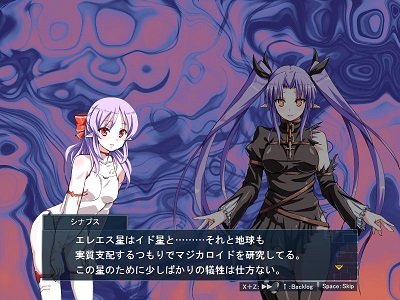 シナプス
エレエス星はイド星と………それと地球も
実質支配するつもりでマジカロイドを研究してる。
この星のために少しばかりの犠牲は仕方ない。
X+Z: ▶▶ ↑:Backlog Space:Skip